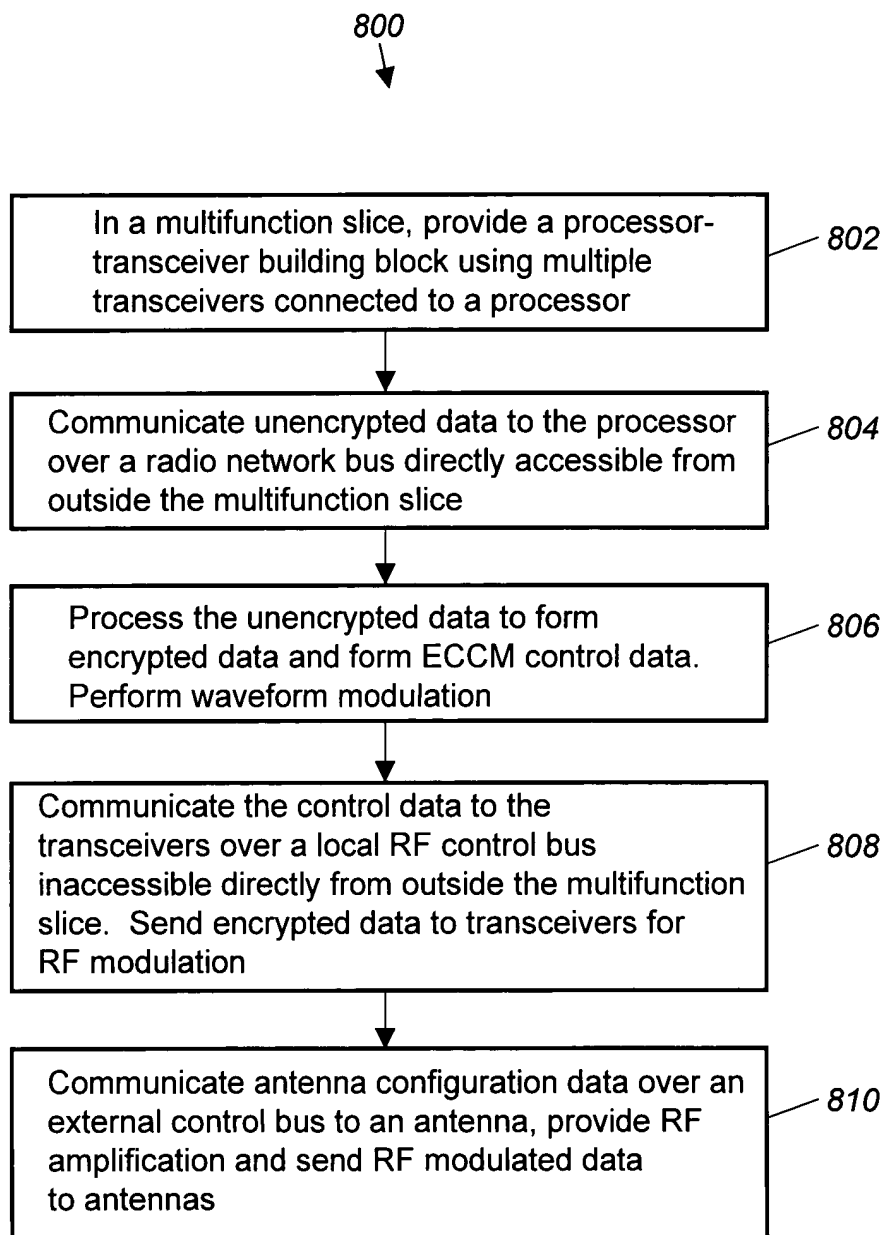 800
In a multifunction slice, provide a processor-
transceiver building block using multiple
transceivers connected to a processor
802
Communicate unencrypted data to the processor
over a radio network bus directly accessible from
outside the multifunction slice
804
Process the unencrypted data to form
encrypted data and form ECCM control data.
Perform waveform modulation
806
Communicate the control data to the
transceivers over a local RF control bus
inaccessible directly from outside the multifunction
slice. Send encrypted data to transceivers for
RF modulation
808
Communicate antenna configuration data over an
external control bus to an antenna, provide RF
amplification and send RF modulated data
to antennas
810